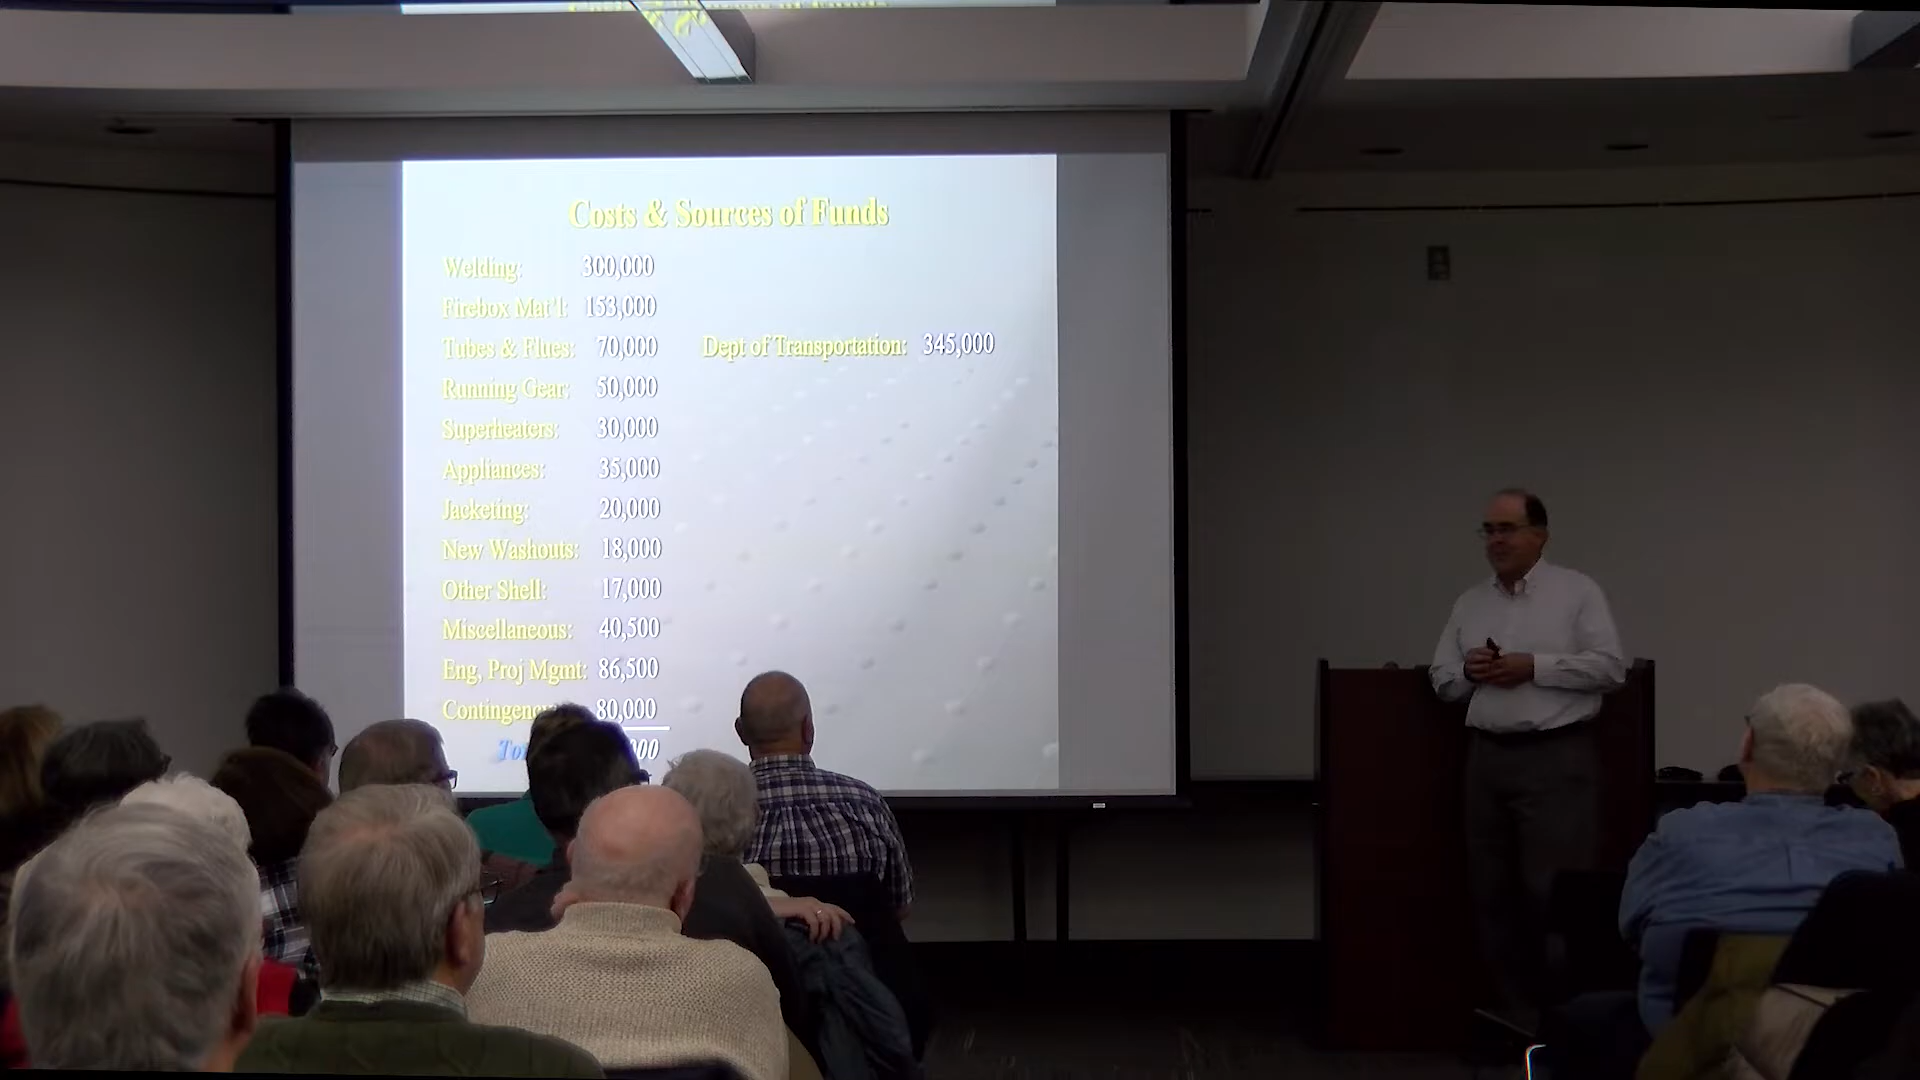 Costs & Sources of Funds
Welding: 300,000
Firebox Mat'l: 153,000
Tubes & Flues: 70,000 Dept of Transportation: 345,000
Running Gear: 50,000
Superheaters: 30,000
Appliances: 35,000
Jacketing: 20,000
New Washouts: 18,000
Other Shell: 17,000
Miscellaneous: 40,500
Eng, Proj Mgmt: 86,500
80,000